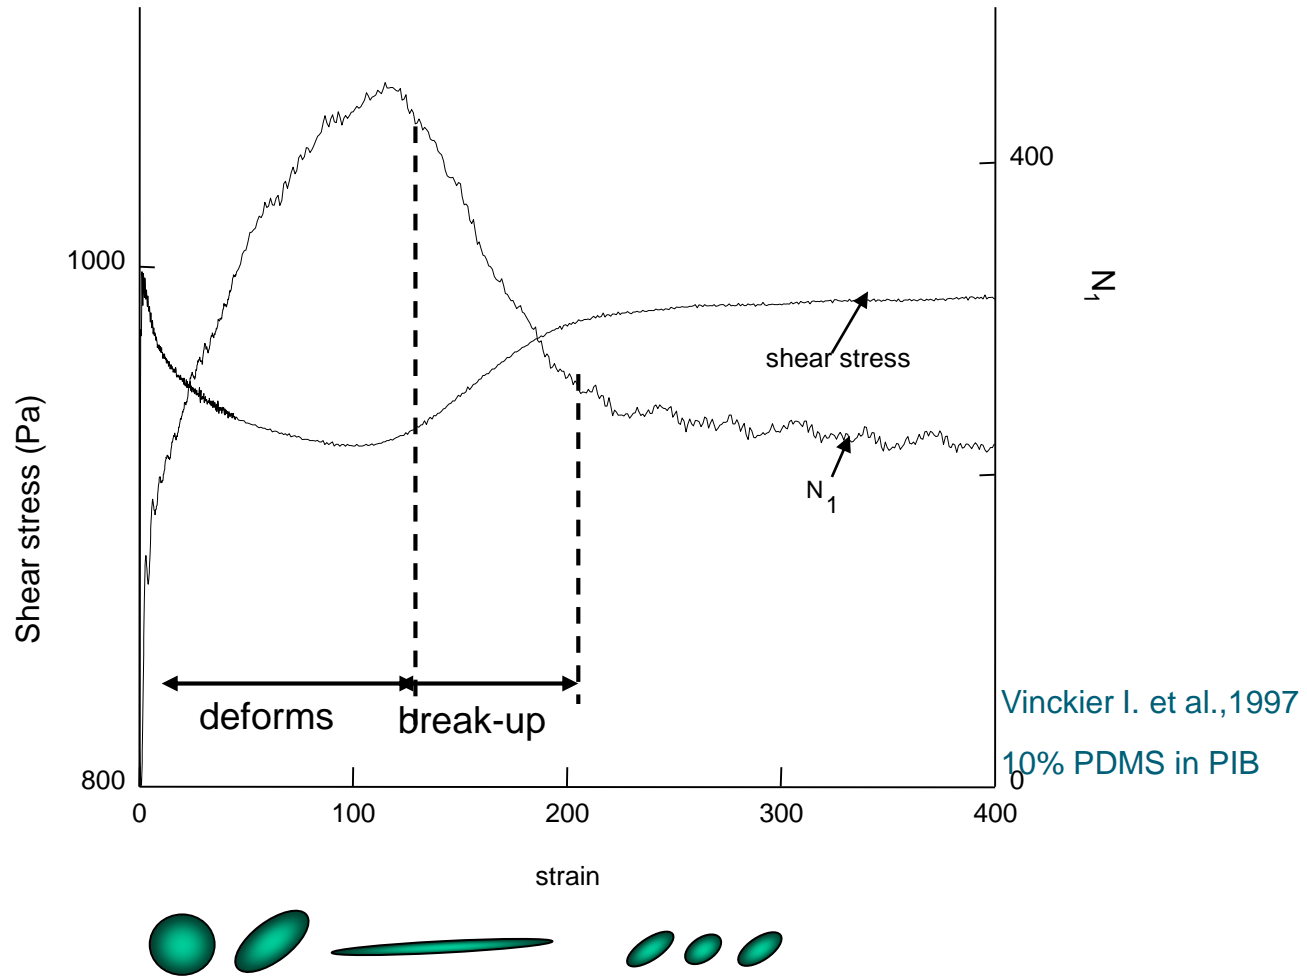 400
1000
N1
shear stress
Shear stress (Pa)
N1
deforms
break-up
Vinckier I. et al.,1997
10% PDMS in PIB
800
0
0
100
200
300
400
strain